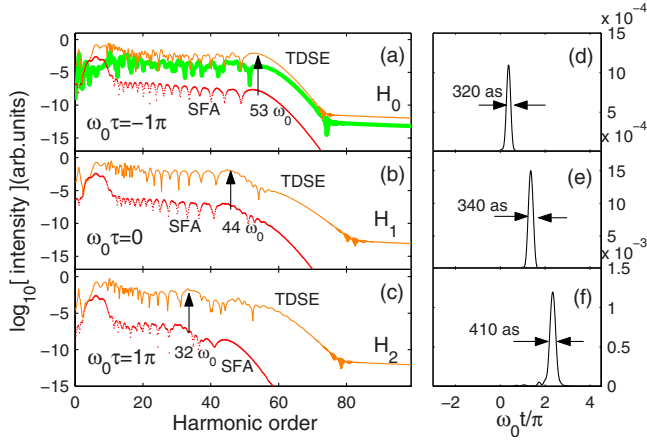 x 10⁻⁴
0
−5
−10
−15
(a)
TDSE
SFA
H₀
53 ω₀
ω₀τ=−1π
0
−5
−10
−15
(b)
TDSE
SFA
H₁
44 ω₀
ω₀τ=0
0
−5
−10
−15
(c)
TDSE
SFA
H₂
32 ω₀
ω₀τ=1π
0 20 40 60 80
Harmonic order
log₁₀[ intensity ](arb.units)
(d)
320 as
15
10
5
x 10⁻⁴
(e)
340 as
15
10
5
x 10⁻³
(f)
410 as
1.5
1
0.5
0
−2 0 2 4
ω₀t/π